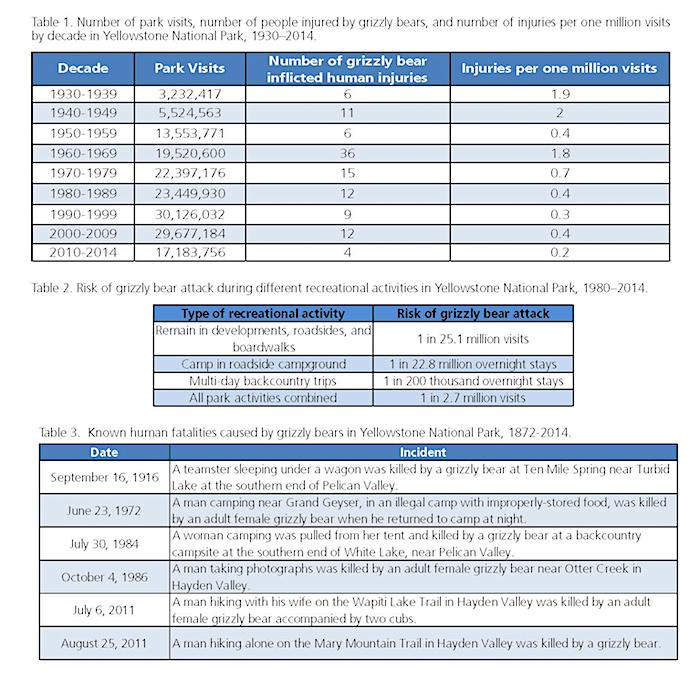 Table 1. Number of park visits, number of people injured by grizzly bears, and number of injuries per one million visits
by decade in Yellowstone National Park, 1930–2014.
Decade Park Visits Number of grizzly bear inflicted human injuries Injuries per one million visits
1930-1939 3,232,417 6 1.9
1940-1949 5,524,563 11 2
1950-1959 13,553,771 6 0.4
1960-1969 19,520,600 36 1.8
1970-1979 22,397,176 15 0.7
1980-1989 23,449,930 12 0.4
1990-1999 30,126,032 9 0.3
2000-2009 29,677,184 12 0.4
2010-2014 17,183,756 4 0.2
Table 2. Risk of grizzly bear attack during different recreational activities in Yellowstone National Park, 1980–2014.
Type of recreational activity Risk of grizzly bear attack
Remain in developments, roadsides, and
boardwalks 1 in 25.1 million visits
Camp in roadside campground 1 in 22.8 million overnight stays
Multi-day backcountry trips 1 in 200 thousand overnight stays
All park activities combined 1 in 2.7 million visits
Table 3. Known human fatalities caused by grizzly bears in Yellowstone National Park, 1872-2014.
Date Incident
September 16, 1916 A teamster sleeping under a wagon was killed by a grizzly bear at Ten Mile Spring near Turbid
Lake at the southern end of Pelican Valley.
June 23, 1972 A man camping near Grand Geyser, in an illegal camp with improperly-stored food, was killed
by an adult female grizzly bear when he returned to camp at night.
July 30, 1984 A woman camping was pulled from her tent and killed by a grizzly bear at a backcountry
campsite at the southern end of White Lake, near Pelican Valley.
October 4, 1986 A man taking photographs was killed by an adult female grizzly bear near Otter Creek in
Hayden Valley.
July 6, 2011 A man hiking with his wife on the Wapiti Lake Trail in Hayden Valley was killed by an adult
female grizzly bear accompanied by two cubs.
August 25, 2011 A man hiking alone on the Mary Mountain Trail in Hayden Valley was killed by a grizzly bear.